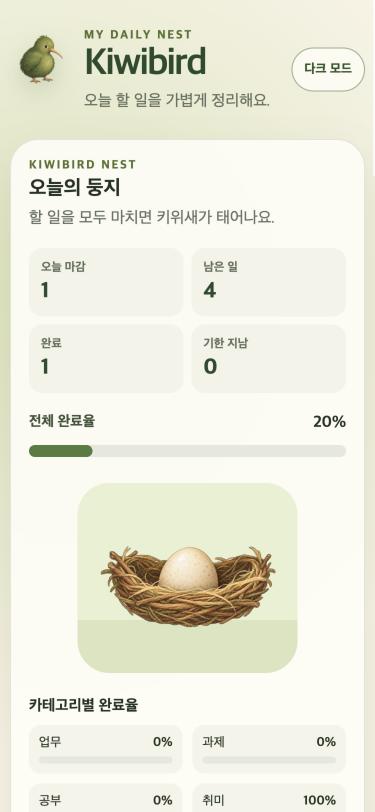 MY DAILY NEST
Kiwibird
다크 모드
오늘 할 일을 가볍게 정리해요.
KIWIBIRD NEST
오늘의 둥지
할 일을 모두 마치면 키위새가 태어나요.
오늘 마감
1
남은 일
4
완료
1
기한 지남
0
전체 완료율 20%
카테고리별 완료율
업무 0%
과제 0%
공부 0%
취미 100%